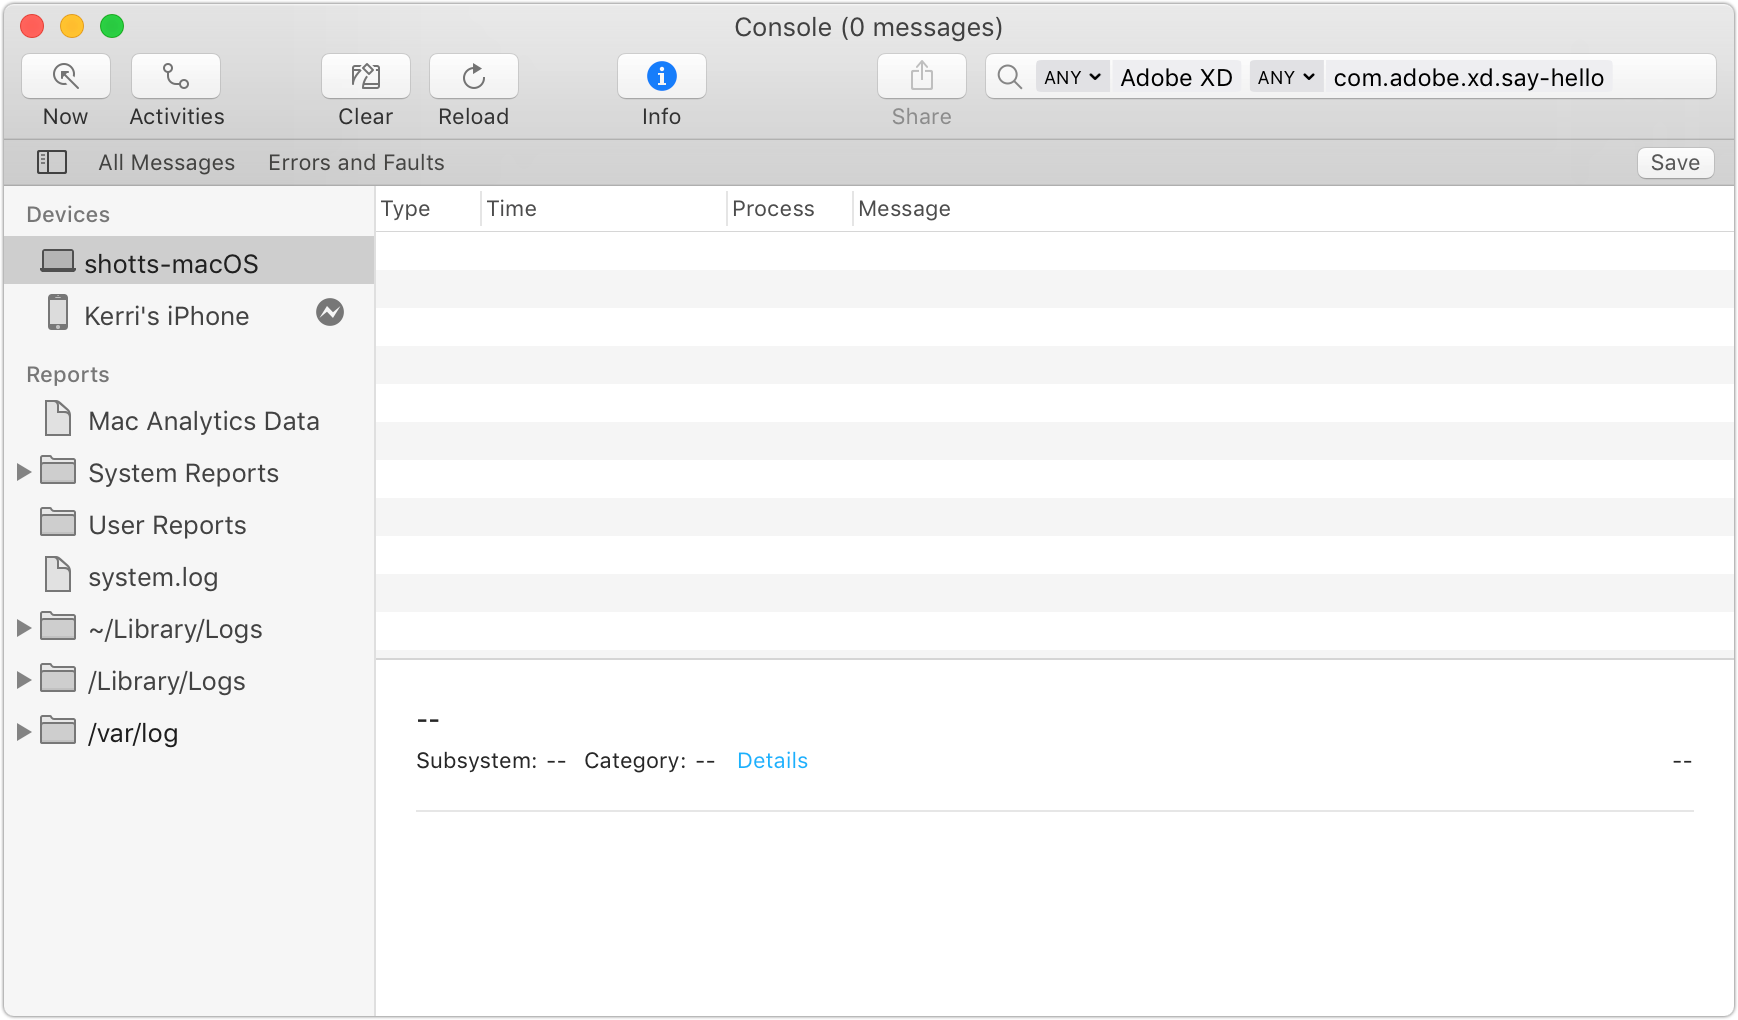 Console (0 messages)
ANY Adobe XD ANY com.adobe.xd.say-hello
Now Activities Clear Reload Info Share
All Messages Errors and Faults Save
Devices
shotts-macOS
Kerri's iPhone
Reports
Mac Analytics Data
System Reports
User Reports
system.log
~/Library/Logs
/Library/Logs
/var/log
Type Time Process Message
--
Subsystem: -- Category: -- Details --